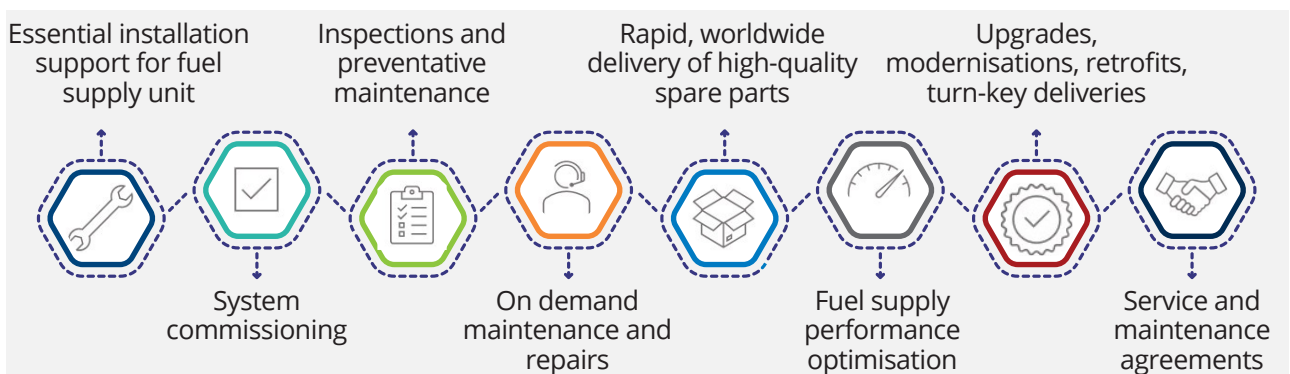 Essential installation
support for fuel
supply unit
System
commissioning
Inspections and
preventative
maintenance
On demand
maintenance and
repairs
Rapid, worldwide
delivery of high-quality
spare parts
Fuel supply
performance
optimisation
Upgrades,
modernisations, retrofits,
turn-key deliveries
Service and
maintenance
agreements